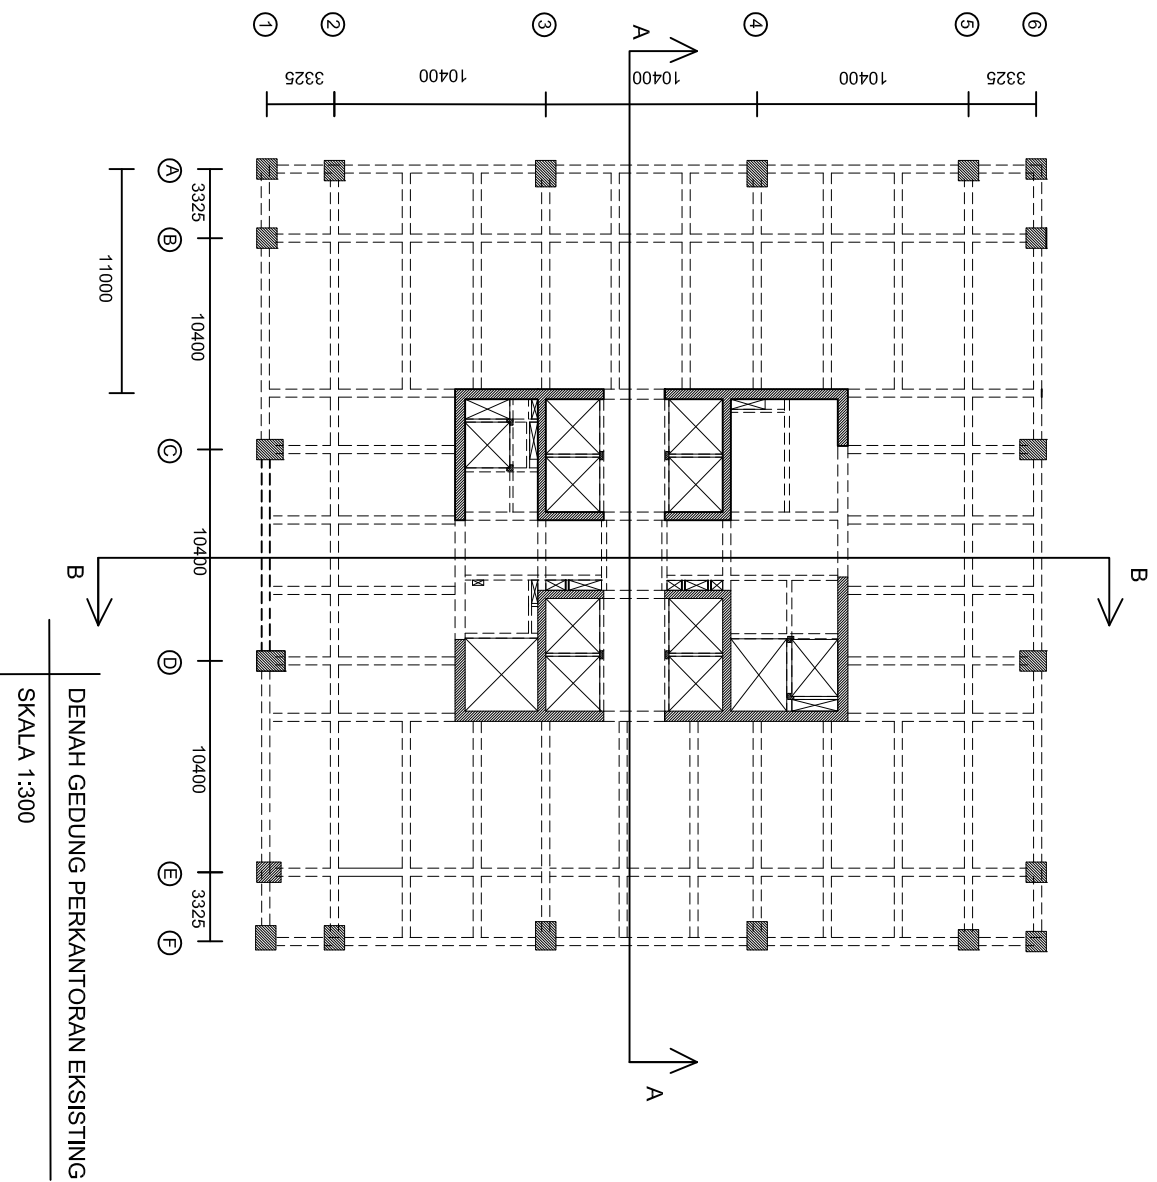 1 2 3 4 5 6
A
3325 10400 10400 10400 3325
A 3325
B
11000
10400
C
10400
B
B
D
10400
E
3325
F
A
DENAH GEDUNG PERKANTORAN EKSISTING
SKALA 1:300